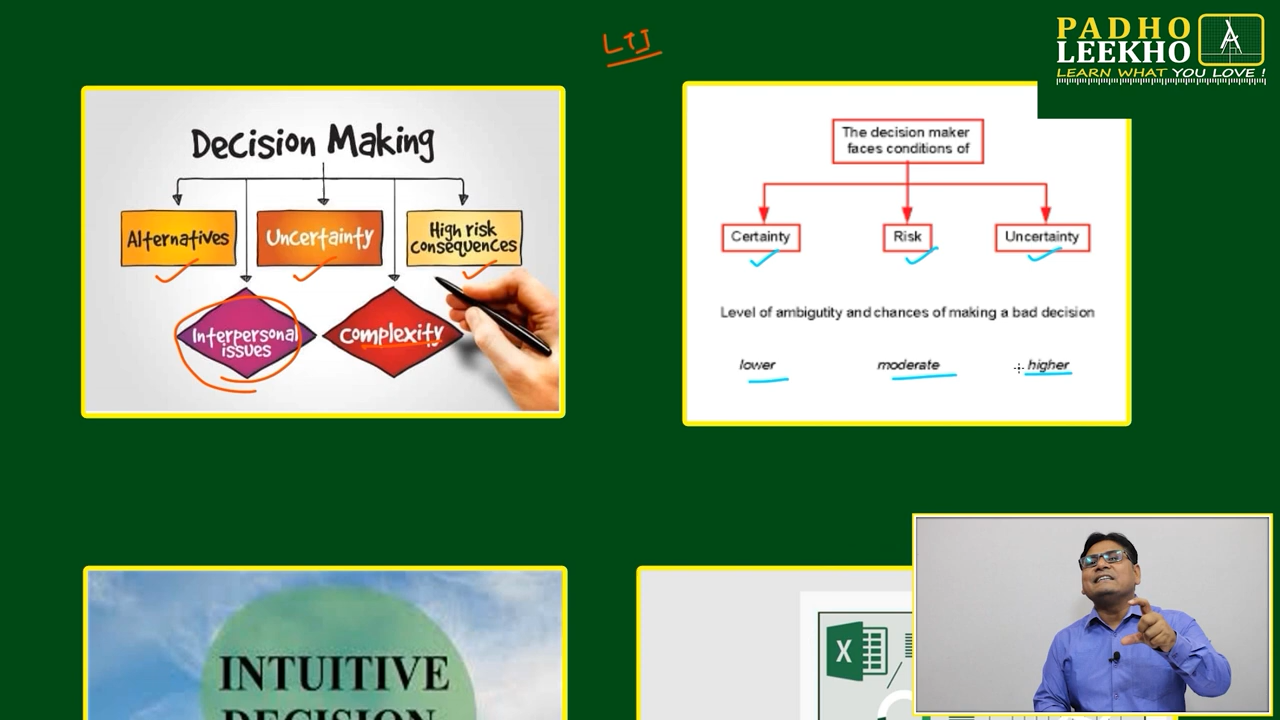 LTJ
PADHO
LEEKHO
LEARN WHAT YOU LOVE !
Decision Making
Alternatives
Uncertainty
High risk
consequences
Interpersonal
issues
Complexity
The decision maker
faces conditions of
Certainty
Risk
Uncertainty
Level of ambigutity and chances of making a bad decision
lower
moderate
higher
INTUITIVE
DECISION
X